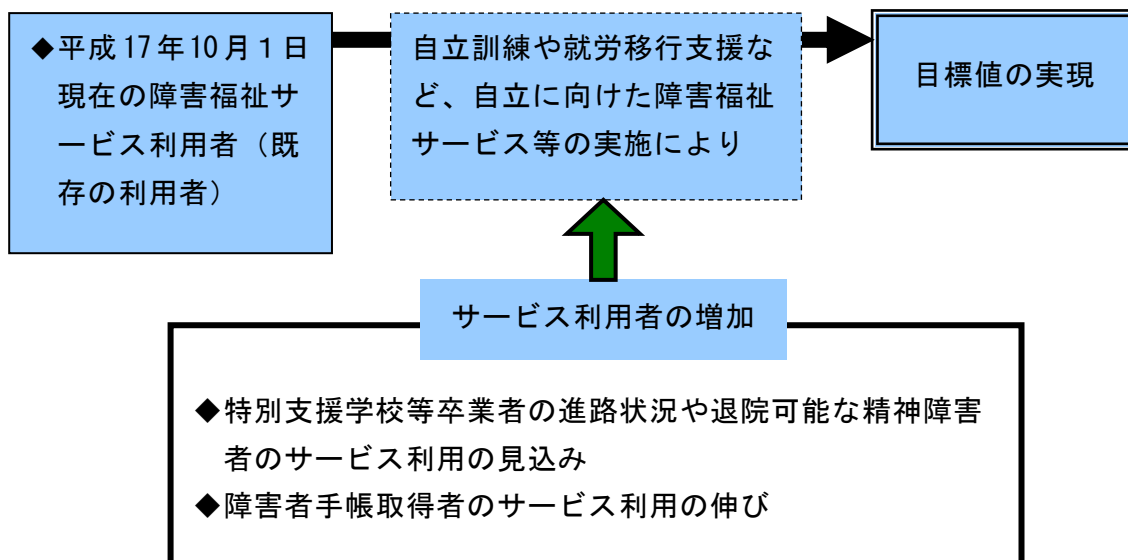 ◆平成17年10月１日
現在の障害福祉サ
ービス利用者（既
存の利用者）
自立訓練や就労移行支援な
ど、自立に向けた障害福祉
サービス等の実施により
目標値の実現
サービス利用者の増加
◆特別支援学校等卒業者の進路状況や退院可能な精神障害
者のサービス利用の見込み
◆障害者手帳取得者のサービス利用の伸び